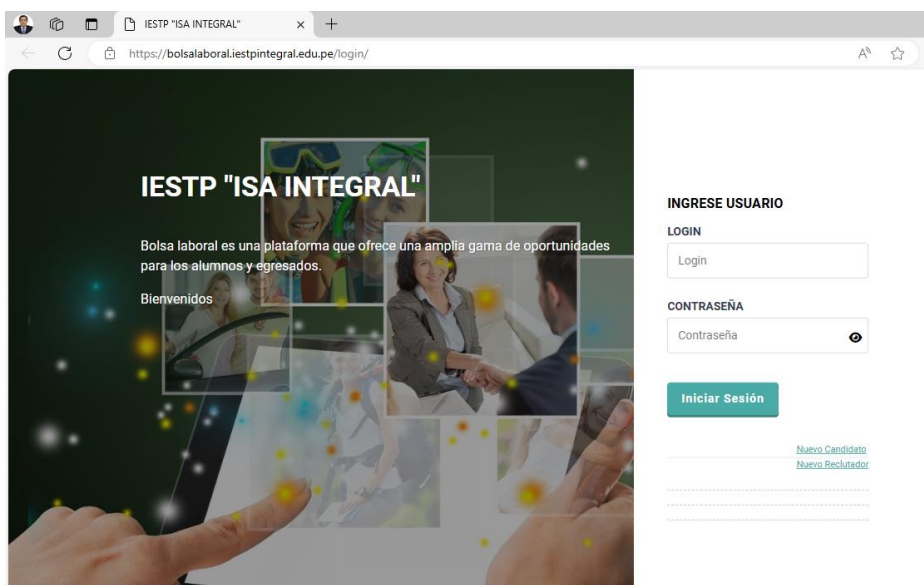 IESTP "ISA INTEGRAL"
https://bolsalaboral.iestpintegral.edu.pe/login/
IESTP "ISA INTEGRAL"
Bolsa laboral es una plataforma que ofrece una amplia gama de oportunidades
para los alumnos y egresados.
Bienvenidos
INGRESE USUARIO
LOGIN
Login
CONTRASEÑA
Contraseña
Iniciar Sesión
Nuevo Candidato
Nuevo Reclutador